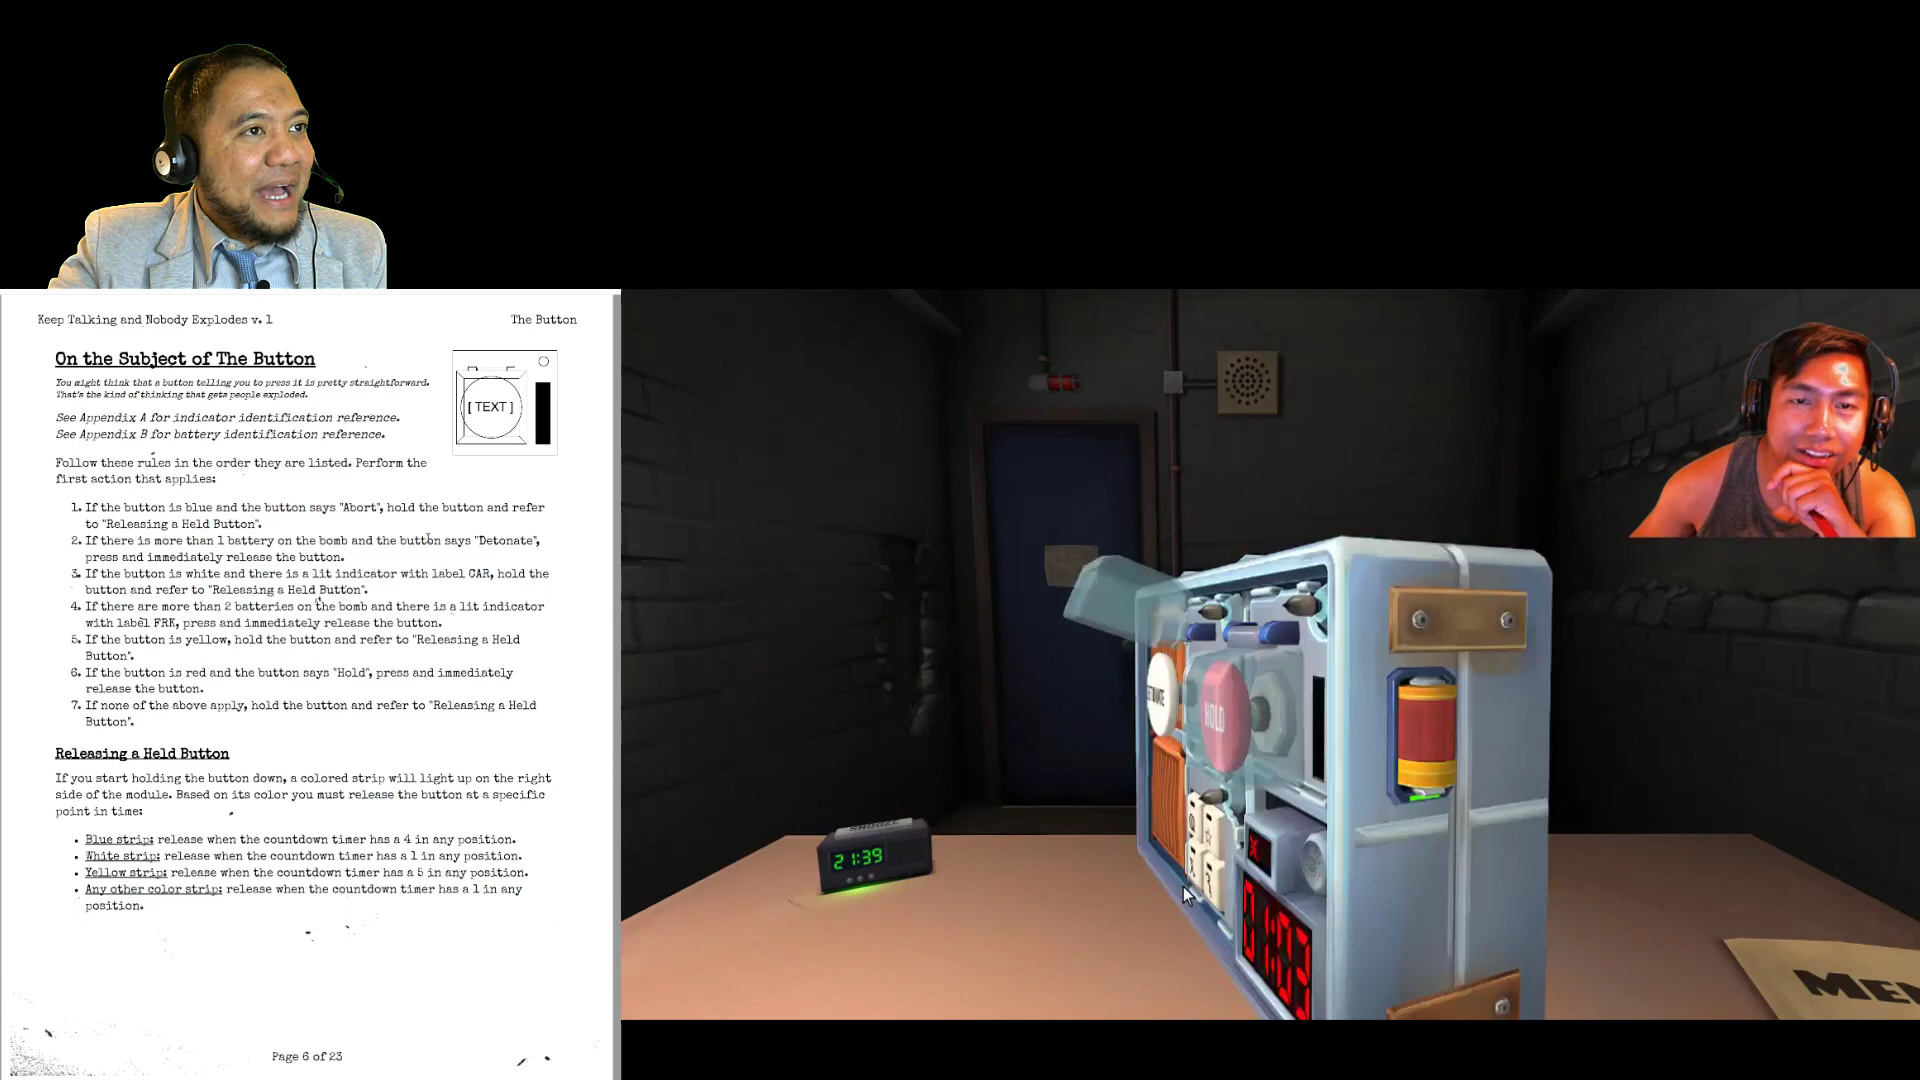 Keep Talking and Nobody Explodes v. 1
The Button
On the Subject of The Button
You might think that a button telling you to press it is pretty straightforward.
That's the kind of thinking that gets people exploded.
See Appendix A for indicator identification reference.
See Appendix B for battery identification reference.
[ TEXT ]
Follow these rules in the order they are listed. Perform the
first action that applies:
1. If the button is blue and the button says "Abort", hold the button and refer
to "Releasing a Held Button".
2. If there is more than 1 battery on the bomb and the button says "Detonate",
press and immediately release the button.
3. If the button is white and there is a lit indicator with label CAR, hold the
button and refer to "Releasing a Held Button".
4. If there are more than 2 batteries on the bomb and there is a lit indicator
with label FRK, press and immediately release the button.
5. If the button is yellow, hold the button and refer to "Releasing a Held
Button".
6. If the button is red and the button says "Hold", press and immediately
release the button.
7. If none of the above apply, hold the button and refer to "Releasing a Held
Button".
Releasing a Held Button
If you start holding the button down, a colored strip will light up on the right
side of the module. Based on its color you must release the button at a specific
point in time:
• Blue strip: release when the countdown timer has a 4 in any position.
• White strip: release when the countdown timer has a 1 in any position.
• Yellow strip: release when the countdown timer has a 5 in any position.
• Any other color strip: release when the countdown timer has a 1 in any
position.
Page 6 of 23
SNOOZE
21:39
HOLD
01:03